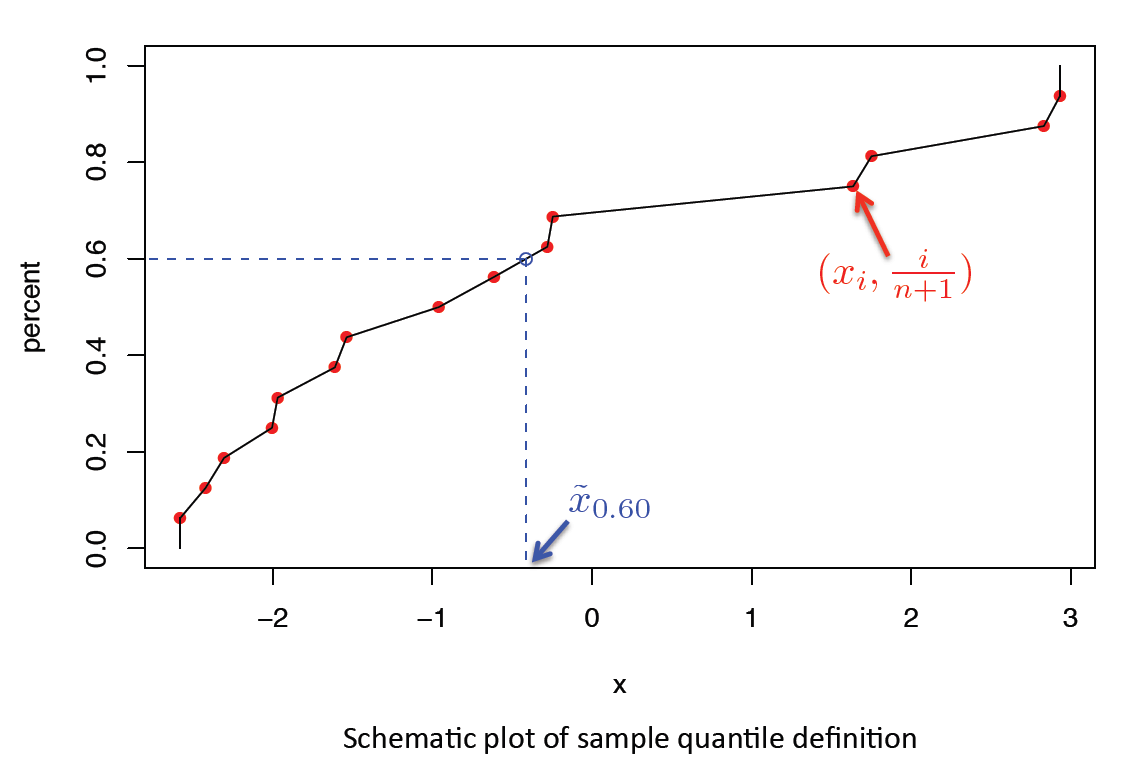 1.0
0.8
0.6
0.4
0.2
0.0
percent
(x_i, i/(n+1))
x̃_{0.60}
−2 −1 0 1 2 3
x
Schematic plot of sample quantile definition